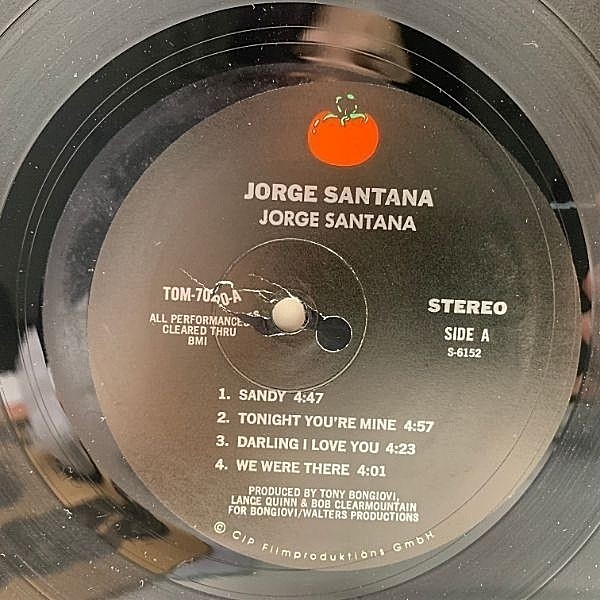 JORGE SANTANA
JORGE SANTANA
TOM-7020-A
ALL PERFORMANCES
CLEARED THRU
BMI
STEREO
SIDE A
S-6152
1. SANDY 4:47
2. TONIGHT YOU'RE MINE 4:57
3. DARLING I LOVE YOU 4:23
4. WE WERE THERE 4:01
PRODUCED BY TONY BONGIOVI,
LANCE QUINN & BOB CLEARMOUNTAIN
FOR BONGIOVI/WALTERS PRODUCTIONS
© Cip Filmproduktions GmbH